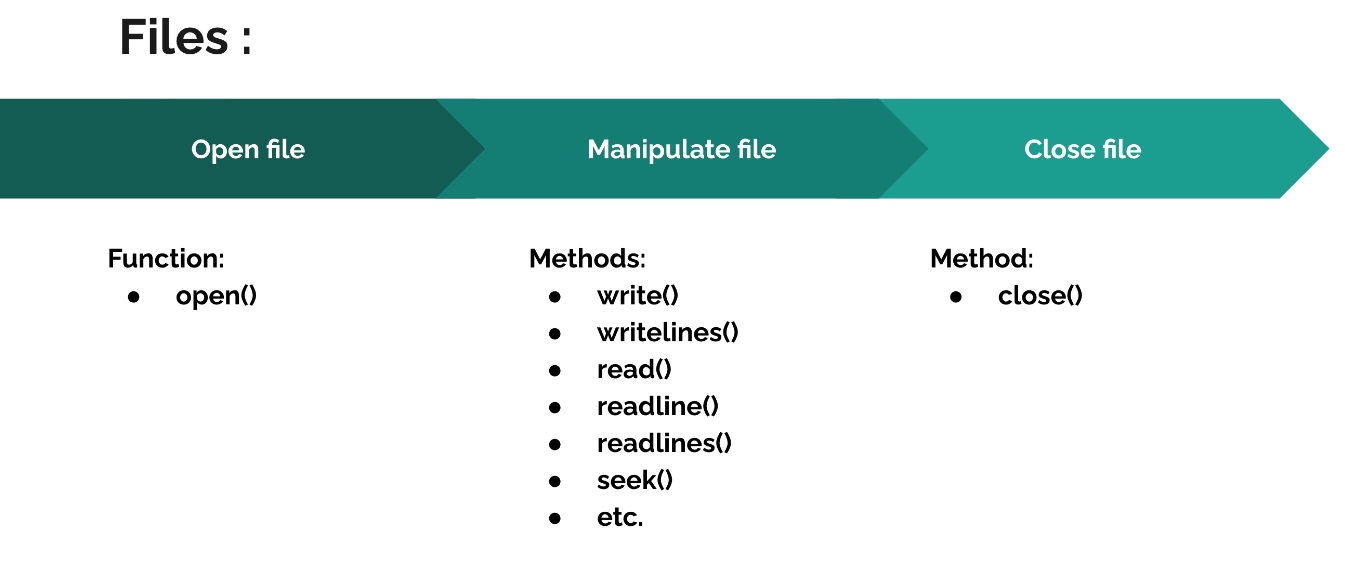 Files :
Open file
Manipulate file
Close file
Function:
● open()
Methods:
● write()
● writelines()
● read()
● readline()
● readlines()
● seek()
● etc.
Method:
● close()